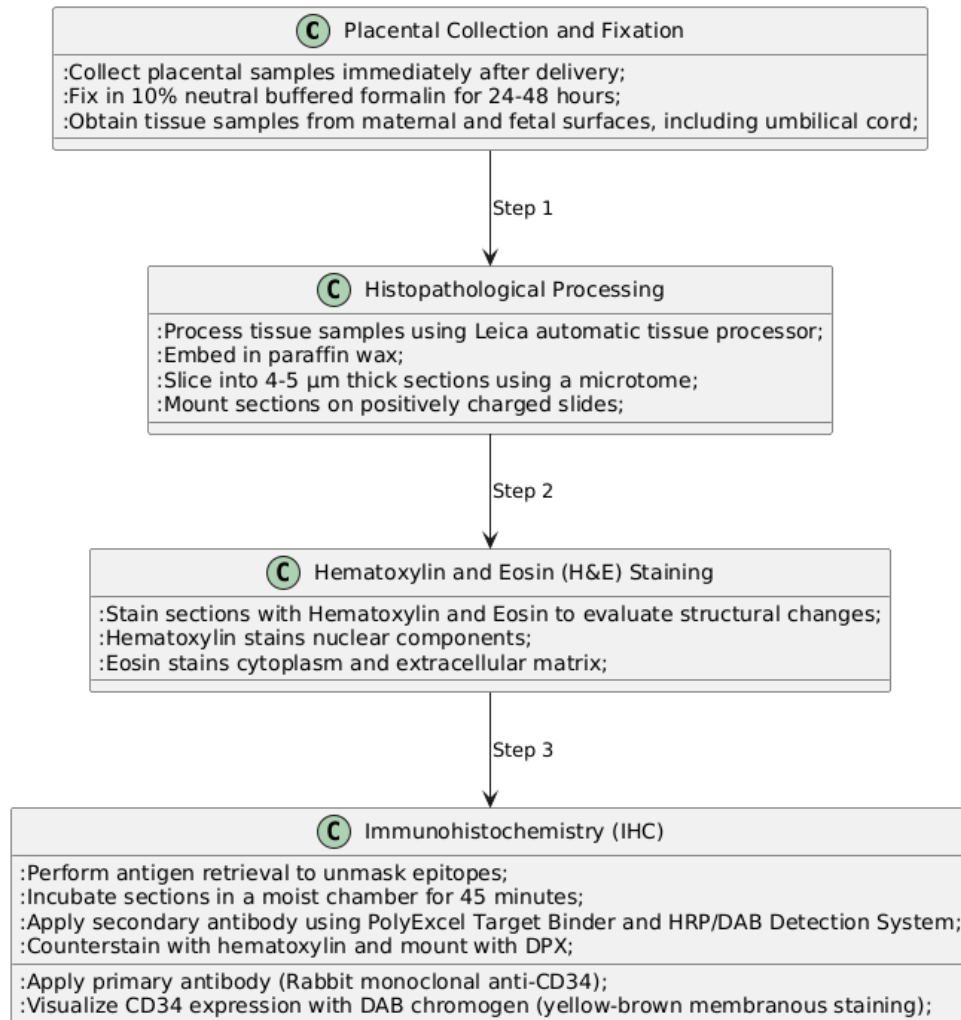 C Placental Collection and Fixation
:Collect placental samples immediately after delivery;
:Fix in 10% neutral buffered formalin for 24-48 hours;
:Obtain tissue samples from maternal and fetal surfaces, including umbilical cord;
Step 1
C Histopathological Processing
:Process tissue samples using Leica automatic tissue processor;
:Embed in paraffin wax;
:Slice into 4-5 µm thick sections using a microtome;
:Mount sections on positively charged slides;
Step 2
C Hematoxylin and Eosin (H&E) Staining
:Stain sections with Hematoxylin and Eosin to evaluate structural changes;
:Hematoxylin stains nuclear components;
:Eosin stains cytoplasm and extracellular matrix;
Step 3
C Immunohistochemistry (IHC)
:Perform antigen retrieval to unmask epitopes;
:Incubate sections in a moist chamber for 45 minutes;
:Apply secondary antibody using PolyExcel Target Binder and HRP/DAB Detection System;
:Counterstain with hematoxylin and mount with DPX;
:Apply primary antibody (Rabbit monoclonal anti-CD34);
:Visualize CD34 expression with DAB chromogen (yellow-brown membranous staining);